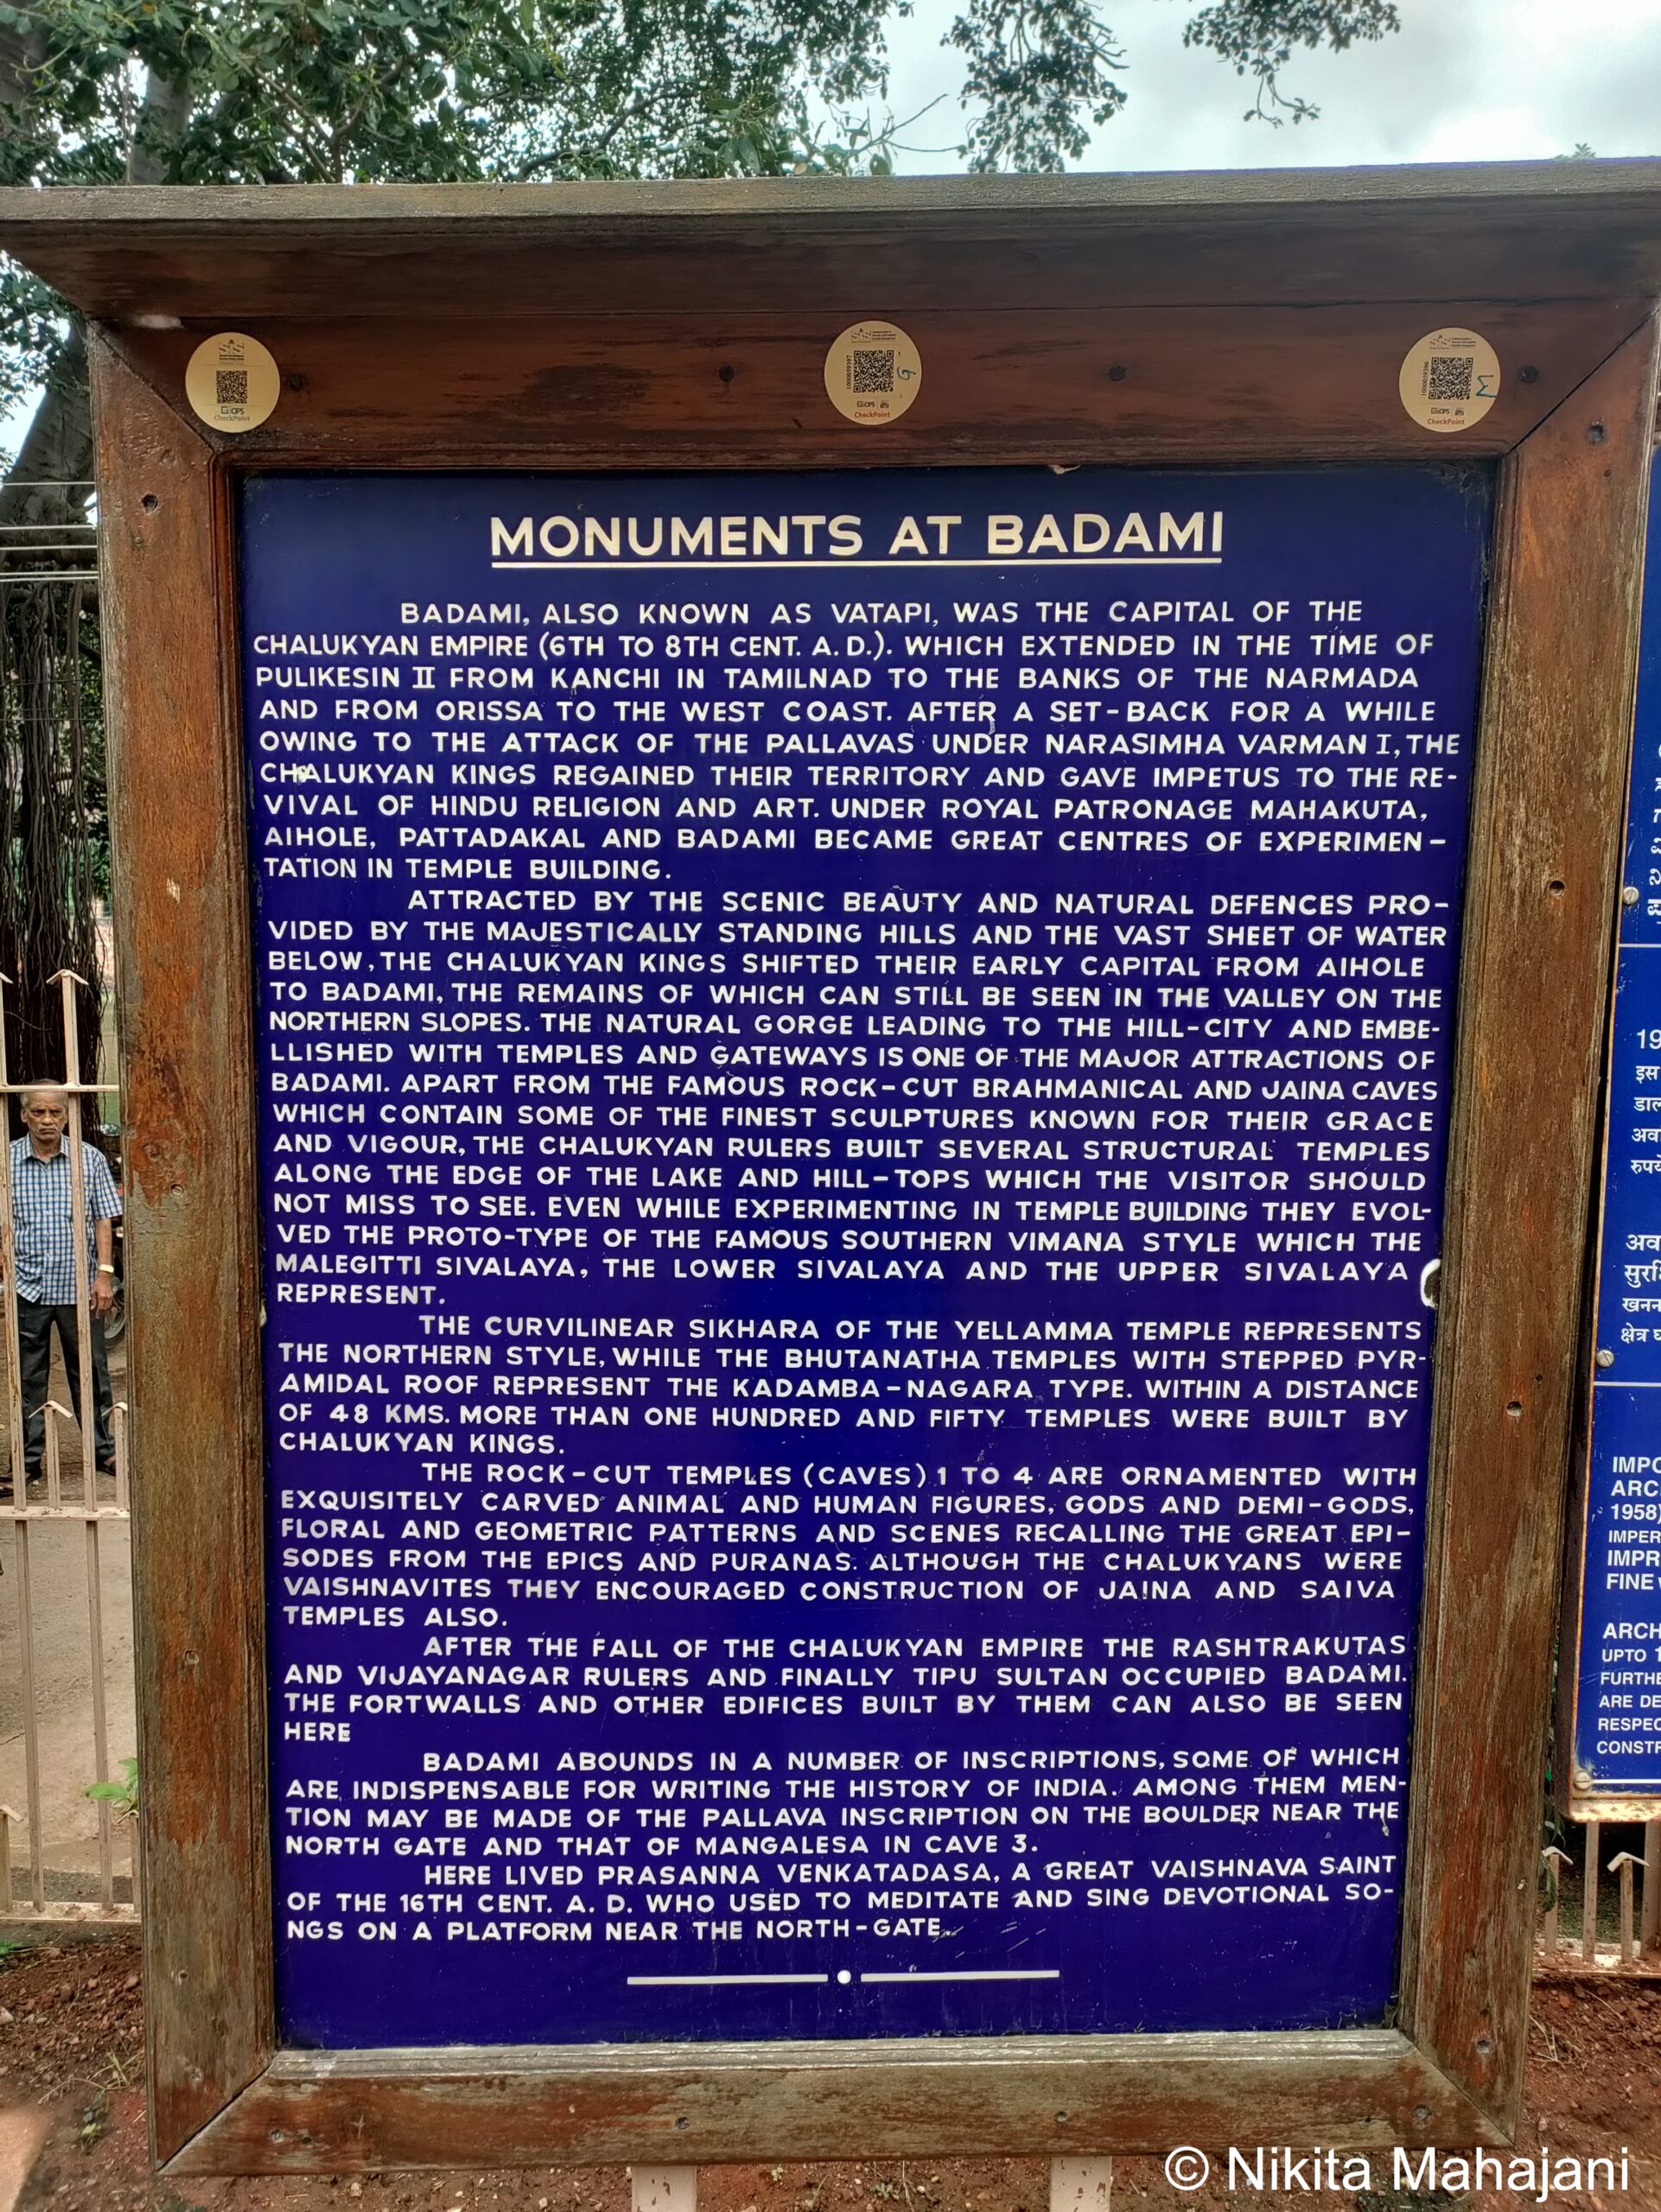 MONUMENTS AT BADAMI
BADAMI, ALSO KNOWN AS VATAPI, WAS THE CAPITAL OF THE
CHALUKYAN EMPIRE (6TH TO 8TH CENT. A. D.). WHICH EXTENDED IN THE TIME OF
PULIKESIN II FROM KANCHI IN TAMILNAD TO THE BANKS OF THE NARMADA
AND FROM ORISSA TO THE WEST COAST. AFTER A SET-BACK FOR A WHILE
OWING TO THE ATTACK OF THE PALLAVAS UNDER NARASIMHA VARMAN I, THE
CHALUKYAN KINGS REGAINED THEIR TERRITORY AND GAVE IMPETUS TO THE RE-
VIVAL OF HINDU RELIGION AND ART. UNDER ROYAL PATRONAGE MAHAKUTA,
AIHOLE, PATTADAKAL AND BADAMI BECAME GREAT CENTRES OF EXPERIMEN-
TATION IN TEMPLE BUILDING.
ATTRACTED BY THE SCENIC BEAUTY AND NATURAL DEFENCES PRO-
VIDED BY THE MAJESTICALLY STANDING HILLS AND THE VAST SHEET OF WATER
BELOW, THE CHALUKYAN KINGS SHIFTED THEIR EARLY CAPITAL FROM AIHOLE
TO BADAMI, THE REMAINS OF WHICH CAN STILL BE SEEN IN THE VALLEY ON THE
NORTHERN SLOPES. THE NATURAL GORGE LEADING TO THE HILL-CITY AND EMBE-
LLISHED WITH TEMPLES AND GATEWAYS IS ONE OF THE MAJOR ATTRACTIONS OF
BADAMI. APART FROM THE FAMOUS ROCK-CUT BRAHMANICAL AND JAINA CAVES
WHICH CONTAIN SOME OF THE FINEST SCULPTURES KNOWN FOR THEIR GRACE
AND VIGOUR, THE CHALUKYAN RULERS BUILT SEVERAL STRUCTURAL TEMPLES
ALONG THE EDGE OF THE LAKE AND HILL-TOPS WHICH THE VISITOR SHOULD
NOT MISS TO SEE. EVEN WHILE EXPERIMENTING IN TEMPLE BUILDING THEY EVOL-
VED THE PROTO-TYPE OF THE FAMOUS SOUTHERN VIMANA STYLE WHICH THE
MALEGITTI SIVALAYA, THE LOWER SIVALAYA AND THE UPPER SIVALAYA
REPRESENT.
THE CURVILINEAR SIKHARA OF THE YELLAMMA TEMPLE REPRESENTS
THE NORTHERN STYLE, WHILE THE BHUTANATHA TEMPLES WITH STEPPED PYR-
AMIDAL ROOF REPRESENT THE KADAMBA-NAGARA TYPE. WITHIN A DISTANCE
OF 48 KMS. MORE THAN ONE HUNDRED AND FIFTY TEMPLES WERE BUILT BY
CHALUKYAN KINGS.
THE ROCK-CUT TEMPLES (CAVES) 1 TO 4 ARE ORNAMENTED WITH
EXQUISITELY CARVED ANIMAL AND HUMAN FIGURES, GODS AND DEMI-GODS,
FLORAL AND GEOMETRIC PATTERNS AND SCENES RECALLING THE GREAT EPI-
SODES FROM THE EPICS AND PURANAS. ALTHOUGH THE CHALUKYANS WERE
VAISHNAVITES THEY ENCOURAGED CONSTRUCTION OF JAINA AND SAIVA
TEMPLES ALSO.
AFTER THE FALL OF THE CHALUKYAN EMPIRE THE RASHTRAKUTAS
AND VIJAYANAGAR RULERS AND FINALLY TIPU SULTAN OCCUPIED BADAMI.
THE FORTWALLS AND OTHER EDIFICES BUILT BY THEM CAN ALSO BE SEEN
HERE
BADAMI ABOUNDS IN A NUMBER OF INSCRIPTIONS, SOME OF WHICH
ARE INDISPENSABLE FOR WRITING THE HISTORY OF INDIA. AMONG THEM MEN-
TION MAY BE MADE OF THE PALLAVA INSCRIPTION ON THE BOULDER NEAR THE
NORTH GATE AND THAT OF MANGALESA IN CAVE 3.
HERE LIVED PRASANNA VENKATADASA, A GREAT VAISHNAVA SAINT
OF THE 16TH CENT. A. D. WHO USED TO MEDITATE AND SING DEVOTIONAL SO-
NGS ON A PLATFORM NEAR THE NORTH-GATE.
SIS
CheckPoint
CheckPoint
CheckPoint
इस
1958)
UPTO
ARE
© Nikita Mahajani